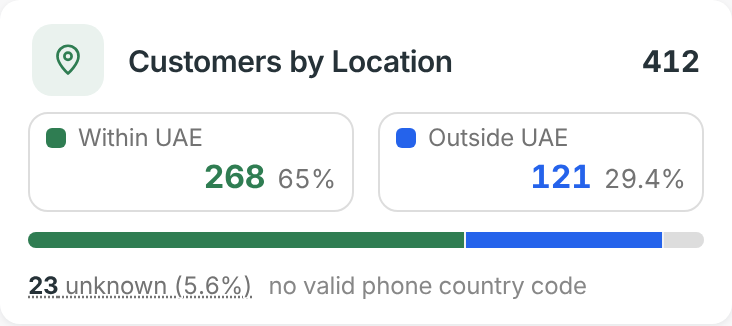 Customers by Location 412
Within UAE
268 65%
Outside UAE
121 29.4%
23 unknown (5.6%) no valid phone country code